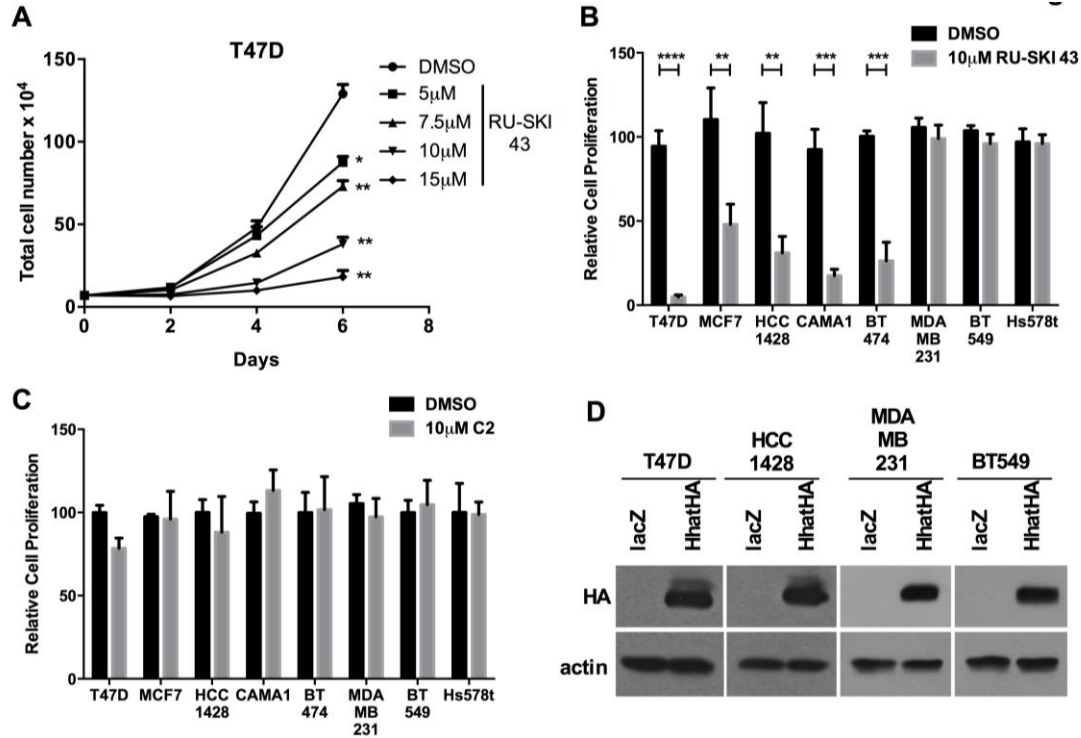 A
T47D
Total cell number x 10⁴
150
100
50
0
0 2 4 6 8
Days
DMSO
5μM
7.5μM
10μM
15μM
RU-SKI
43
*
**
**
**
B
DMSO
10μM RU-SKI 43
Relative Cell Proliferation
150
100
50
0
**** ** ** *** ***
T47D MCF7 HCC CAMA1 BT MDA BT Hs578t
1428 474 MB 549
231
C
DMSO
10μM C2
Relative Cell Proliferation
150
100
50
0
T47D MCF7 HCC CAMA1 BT MDA BT Hs578t
1428 474 MB 549
231
D
MDA
HCC MB
T47D 1428 231 BT549
lacZ HhatHA lacZ HhatHA lacZ HhatHA lacZ HhatHA
HA
actin